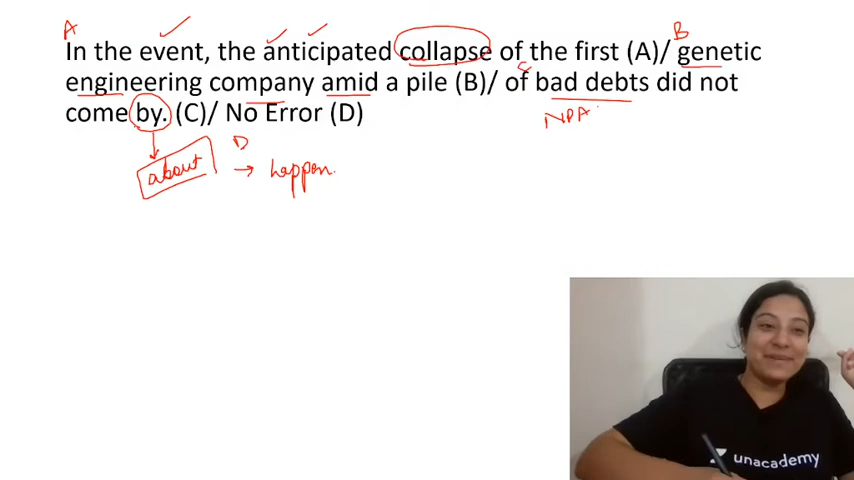 A
B
In the event, the anticipated collapse of the first (A)/ genetic
C
engineering company amid a pile (B)/ of bad debts did not
come by. (C)/ No Error (D)
NPA
D
about → happen.
unacademy